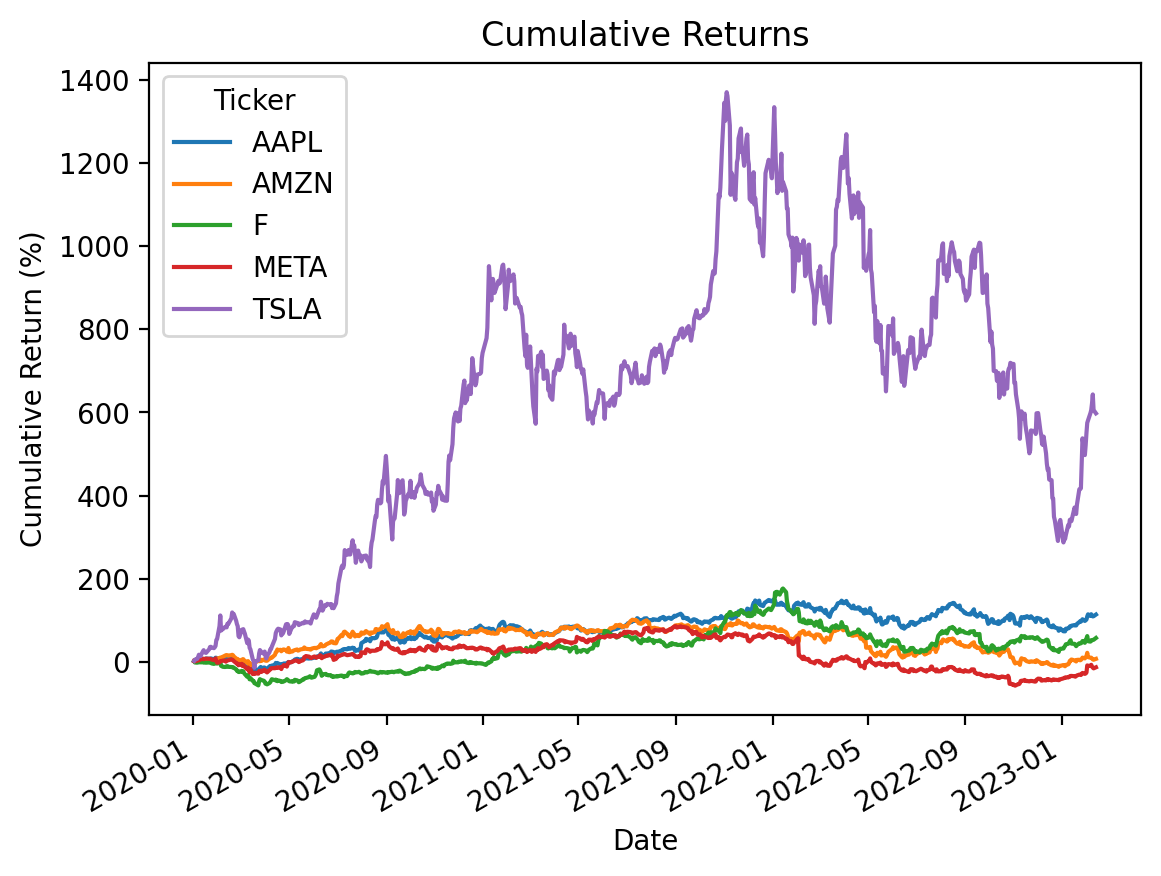 Cumulative Returns
Cumulative Return (%)
1400
1200
1000
800
600
400
200
0
Ticker
AAPL
AMZN
F
META
TSLA
2020-01
2020-05
2020-09
2021-01
2021-05
2021-09
2022-01
2022-05
2022-09
2023-01
Date